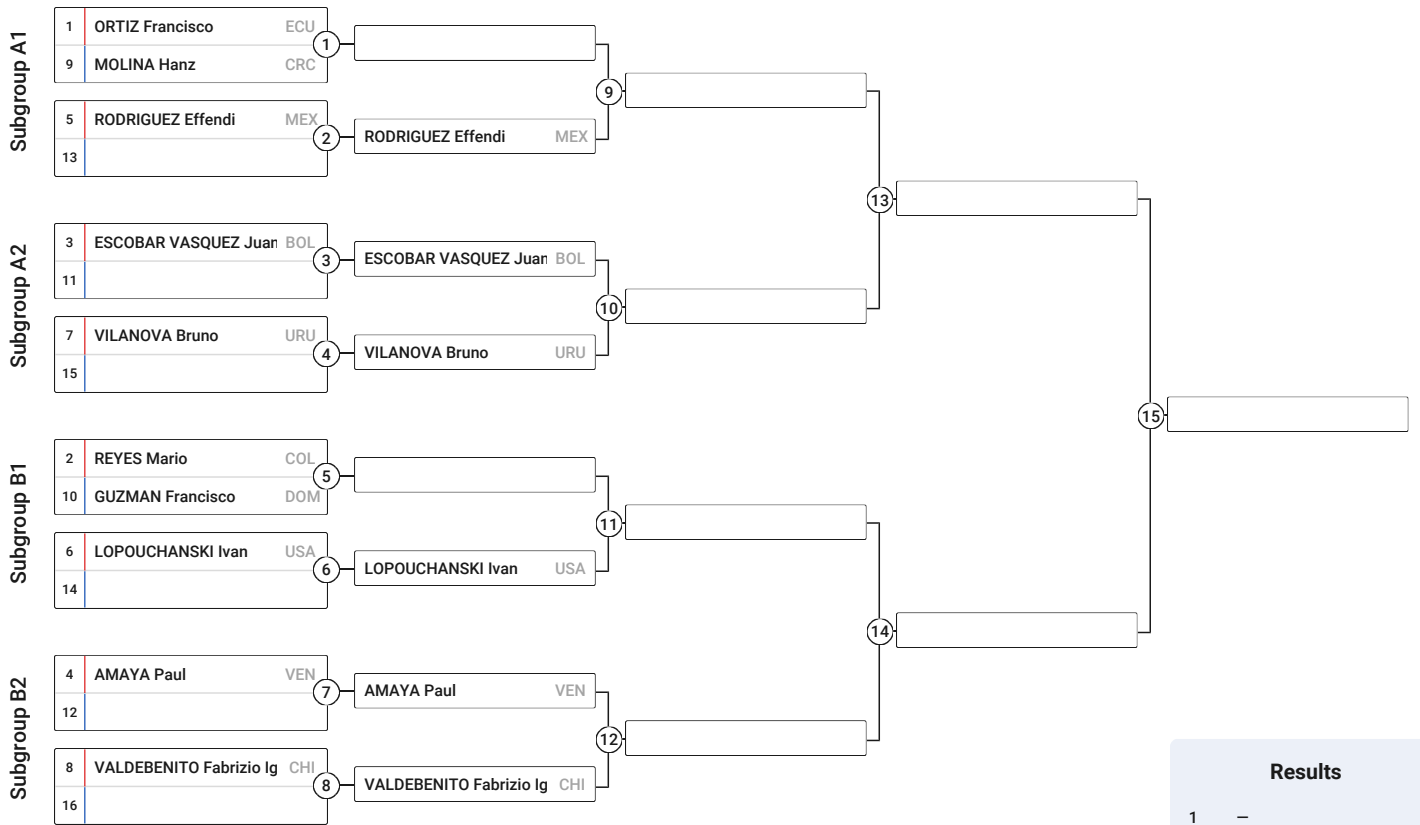 Subgroup A1
1 ORTIZ Francisco ECU
9 MOLINA Hanz CRC
1
5 RODRIGUEZ Effendi MEX
13
2
RODRIGUEZ Effendi MEX
9
Subgroup A2
3 ESCOBAR VASQUEZ Juan BOL
11
3
ESCOBAR VASQUEZ Juan BOL
7 VILANOVA Bruno URU
15
4
VILANOVA Bruno URU
10
13
Subgroup B1
2 REYES Mario COL
10 GUZMAN Francisco DOM
5
6 LOPOUCHANSKI Ivan USA
14
6
LOPOUCHANSKI Ivan USA
11
Subgroup B2
4 AMAYA Paul VEN
12
7
AMAYA Paul VEN
8 VALDEBENITO Fabrizio Ig CHI
16
8
VALDEBENITO Fabrizio Ig CHI
12
14
15
Results
1 –